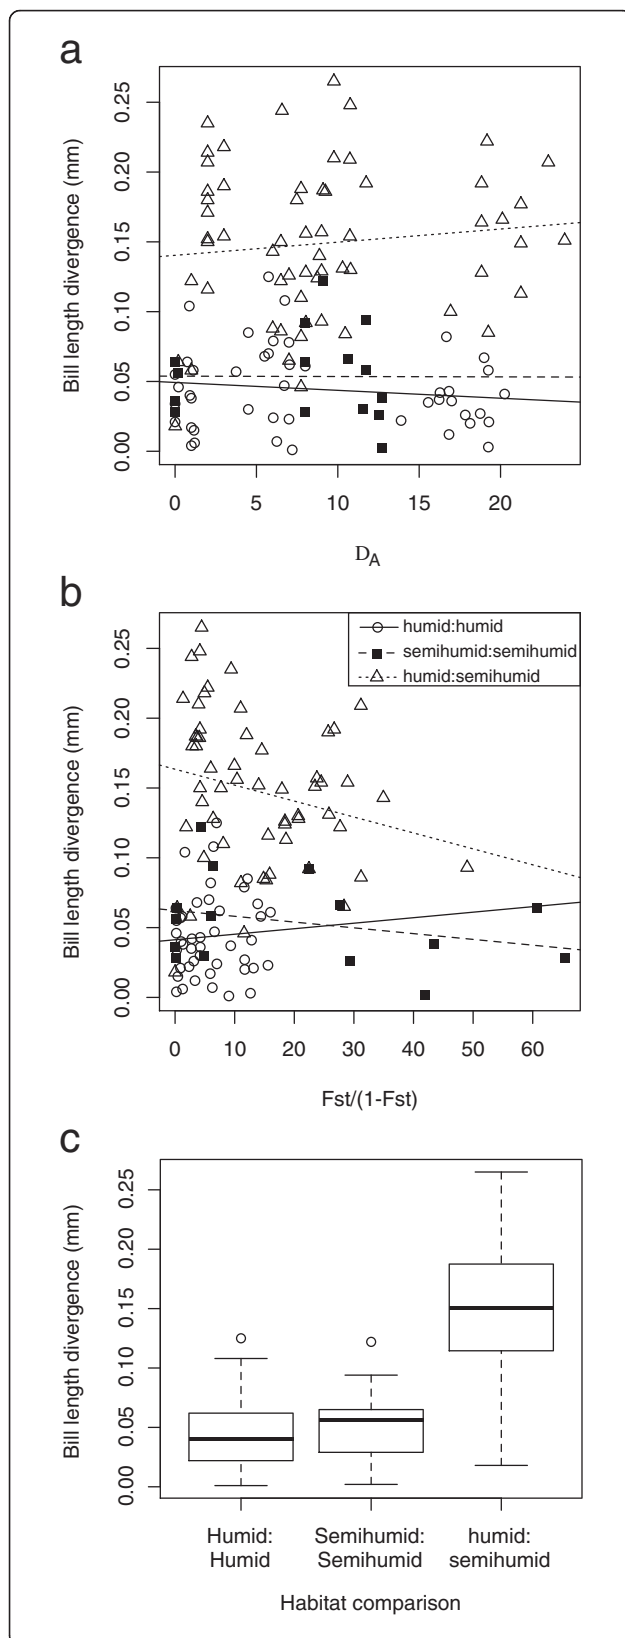 a
Bill length divergence (mm)
0.25
0.20
0.15
0.10
0.05
0.00
0 5 10 15 20
DA
b
Bill length divergence (mm)
0.25
0.20
0.15
0.10
0.05
0.00
humid:humid
semihumid:semihumid
humid:semihumid
0 10 20 30 40 50 60
Fst/(1-Fst)
c
Bill length divergence (mm)
0.25
0.20
0.15
0.10
0.05
0.00
Humid: Semihumid: humid:
Humid Semihumid semihumid
Habitat comparison